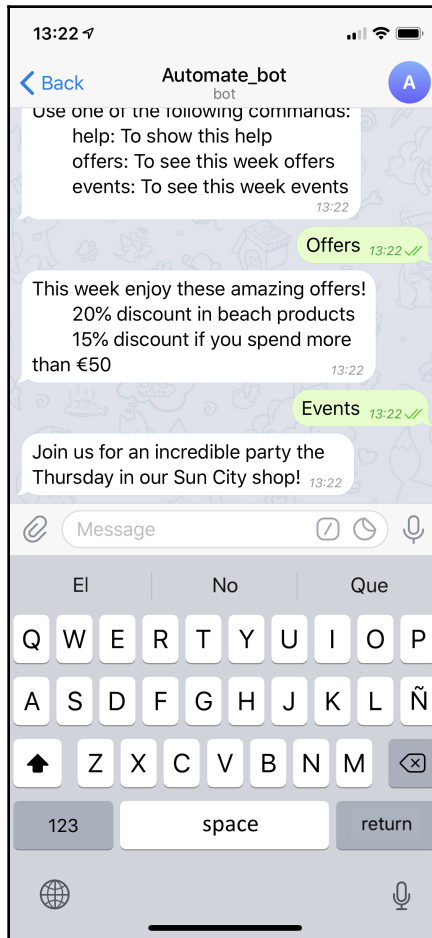 13:22
Back
Automate_bot
bot
A
Use one of the following commands:
help: To show this help
offers: To see this week offers
events: To see this week events
13:22
Offers 13:22
This week enjoy these amazing offers!
20% discount in beach products
15% discount if you spend more
than €50
13:22
Events 13:22
Join us for an incredible party the
Thursday in our Sun City shop! 13:22
Message
El No Que
Q W E R T Y U I O P
A S D F G H J K L Ñ
Z X C V B N M
123 space return